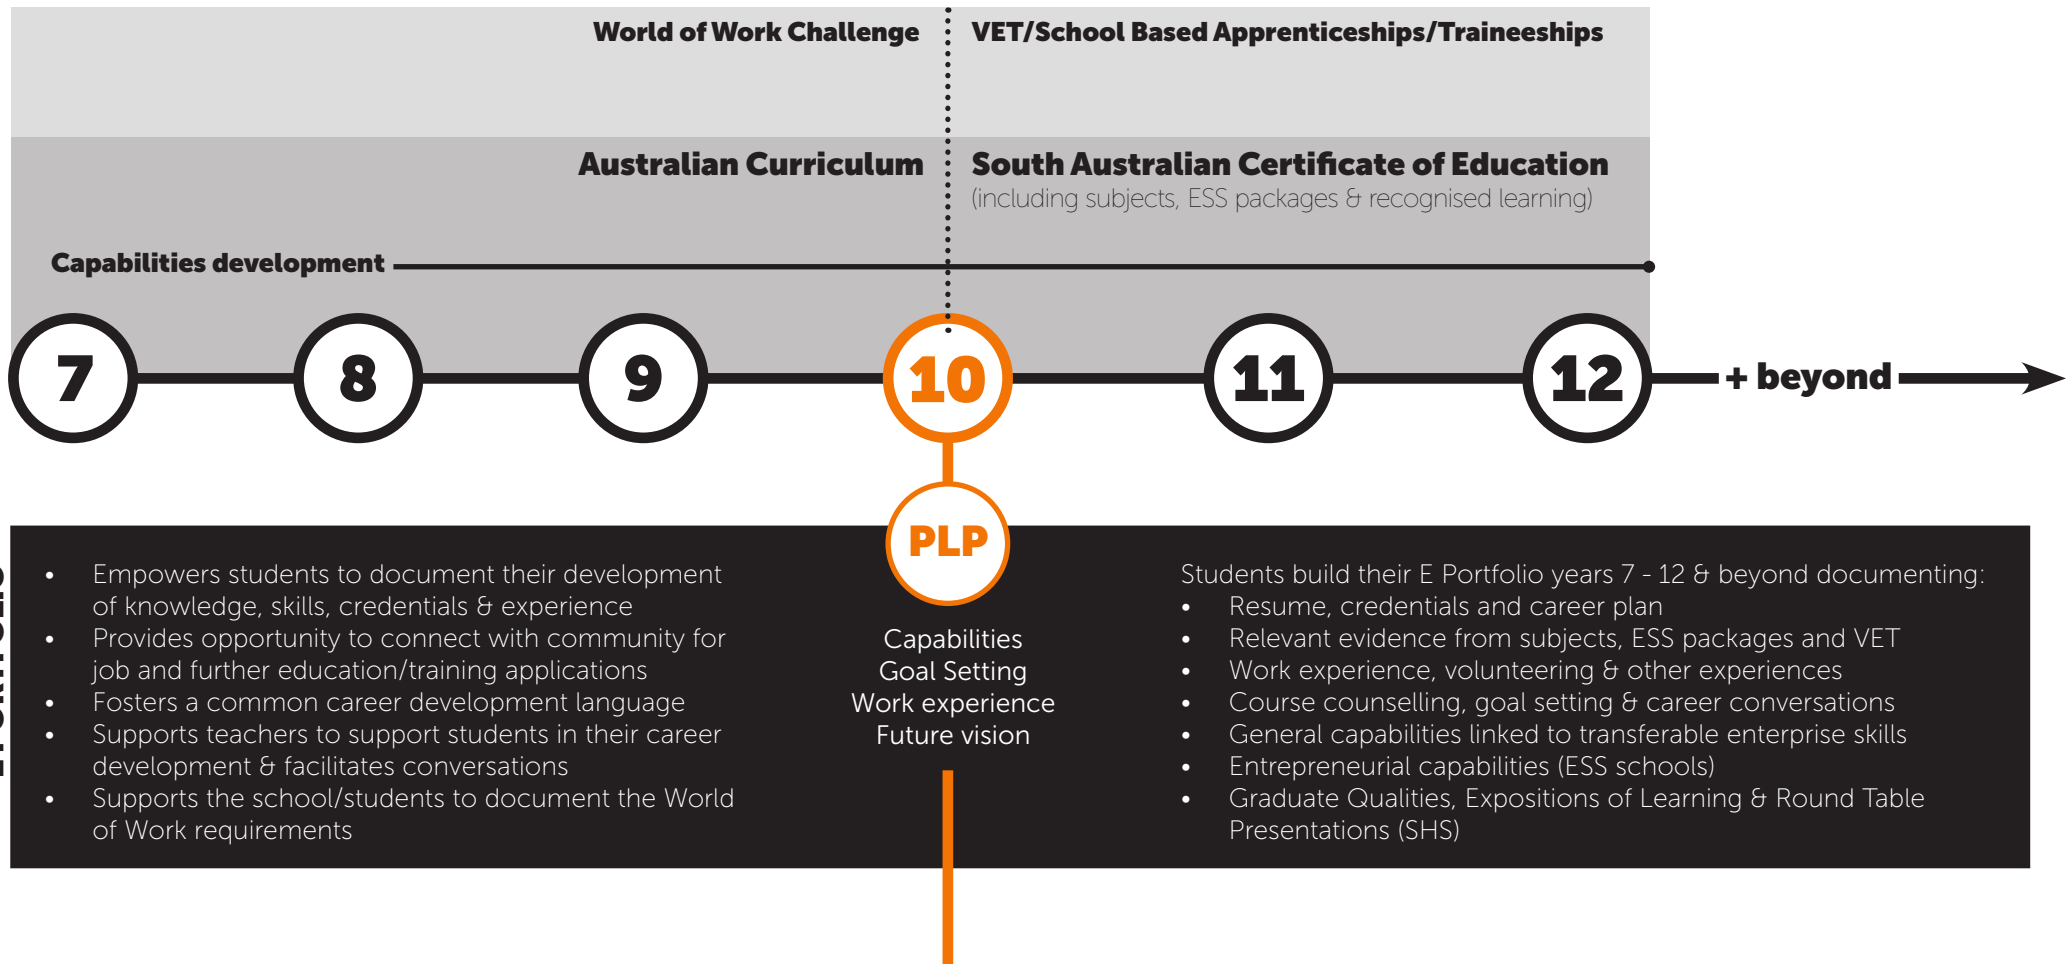 World of Work Challenge
VET/School Based Apprenticeships/Traineeships
Australian Curriculum
South Australian Certificate of Education
(including subjects, ESS packages & recognised learning)
Capabilities development
7
8
9
10
11
12
+ beyond
PLP
• Empowers students to document their development
of knowledge, skills, credentials & experience
• Provides opportunity to connect with community for
job and further education/training applications
• Fosters a common career development language
• Supports teachers to support students in their career
development & facilitates conversations
• Supports the school/students to document the World
of Work requirements
Capabilities
Goal Setting
Work experience
Future vision
Students build their E Portfolio years 7 - 12 & beyond documenting:
• Resume, credentials and career plan
• Relevant evidence from subjects, ESS packages and VET
• Work experience, volunteering & other experiences
• Course counselling, goal setting & career conversations
• General capabilities linked to transferable enterprise skills
• Entrepreneurial capabilities (ESS schools)
• Graduate Qualities, Expositions of Learning & Round Table
Presentations (SHS)